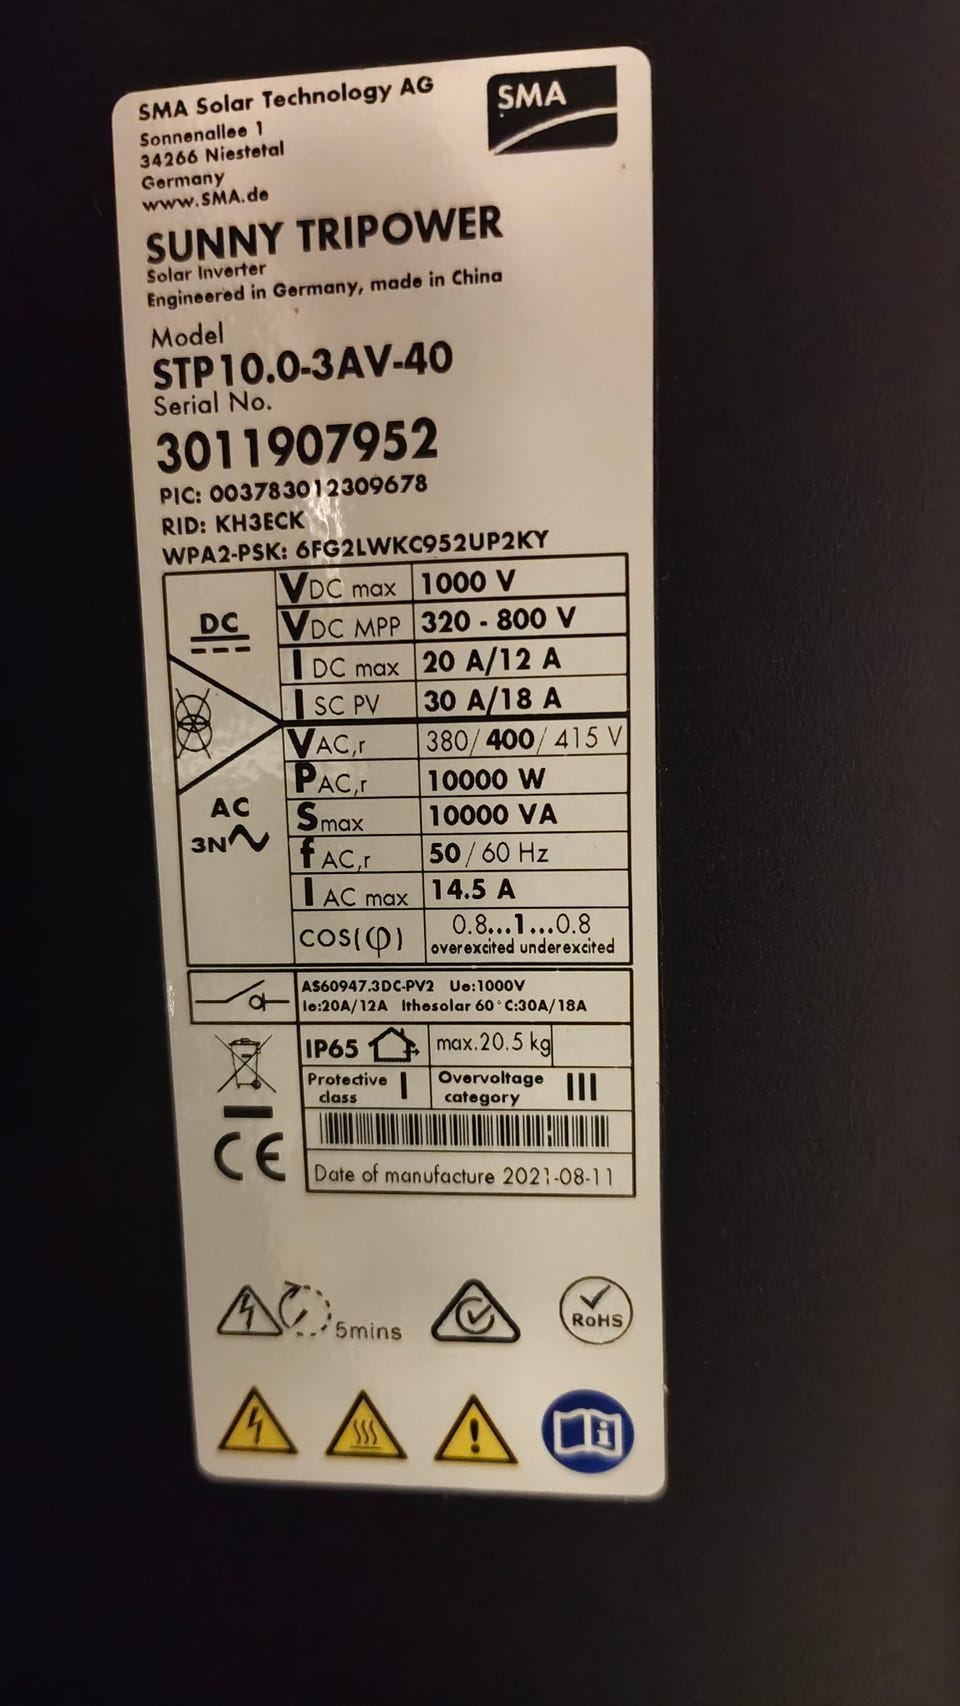 SMA Solar Technology AG
SMA
Sonnenallee 1
34266 Niestetal
Germany
www.SMA.de
SUNNY TRIPOWER
Solar Inverter
Engineered in Germany, made in China
Model
STP10.0-3AV-40
Serial No.
3011907952
PIC: 003783012309678
RID: KH3ECK
WPA2-PSK: 6FG2LWKC952UP2KY
DC
VDC max 1000 V
VDC MPP 320 - 800 V
I DC max 20 A/12 A
I SC PV 30 A/18 A
VAC,r 380/400/415 V
PAC,r 10000 W
AC
Smax 10000 VA
3N
fAC,r 50/60 Hz
I AC max 14.5 A
cos(φ) 0.8...1...0.8
overexcited underexcited
AS60947.3DC-PV2 Ue:1000V
Ie:20A/12A Ithesolar 60°C:30A/18A
IP65 max.20.5 kg
Protective class I Overvoltage category III
CE
Date of manufacture 2021-08-11
5mins
RoHS
i